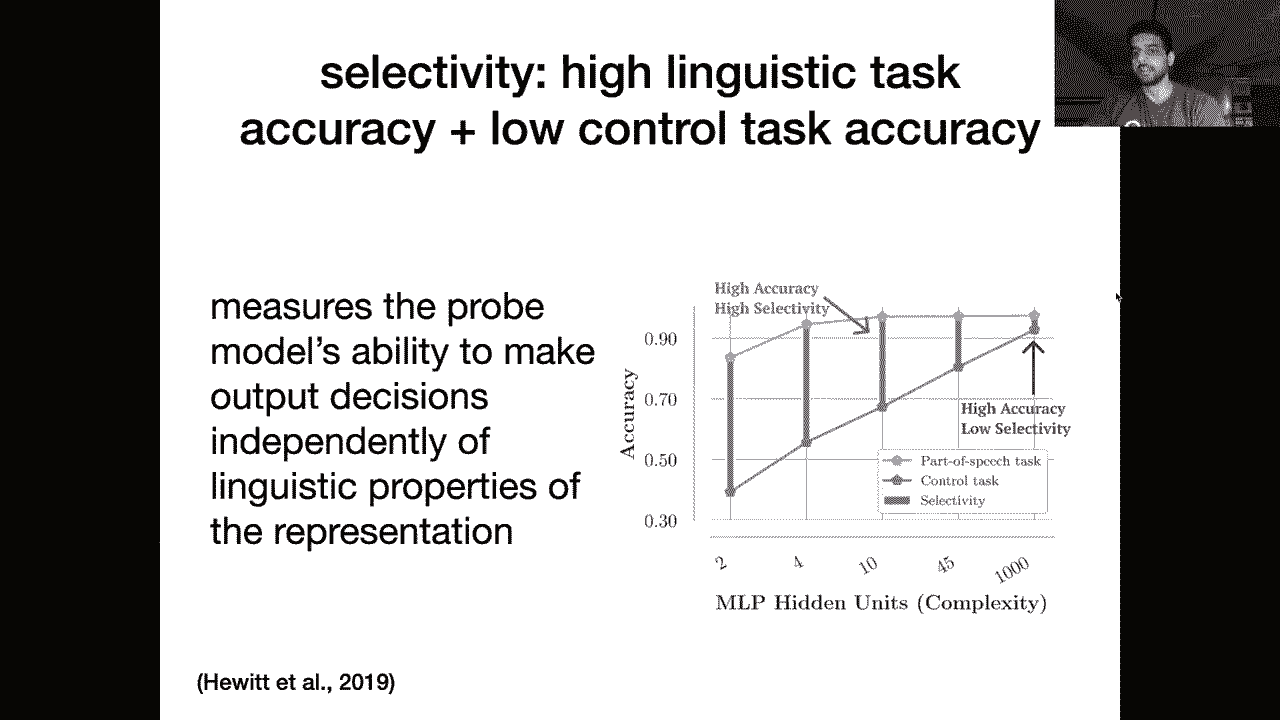 selectivity: high linguistic task
accuracy + low control task accuracy
measures the probe
model's ability to make
output decisions
independently of
linguistic properties of
the representation
High Accuracy
High Selectivity
Accuracy
0.90
0.70
0.50
0.30
High Accuracy
Low Selectivity
Part-of-speech task
Control task
Selectivity
2
4
10
45
1000
MLP Hidden Units (Complexity)
(Hewitt et al., 2019)